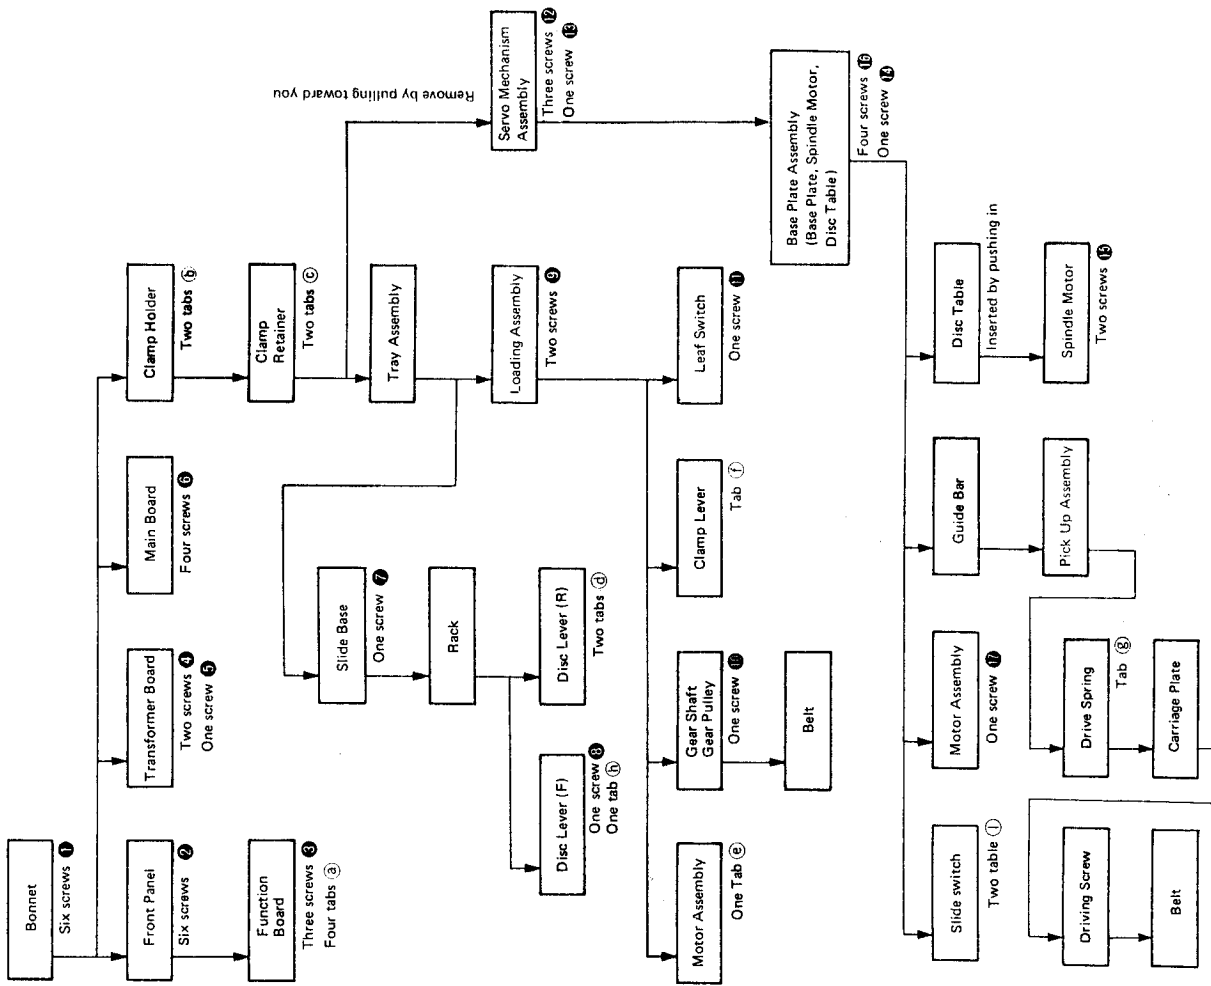 Bonnet
Six screws ❶
Front Panel
Six screws ❷
Function
Board
Three screws ❸
Four tabs ⓐ
Transformer Board
Two screws ❹
One screw ❺
Main Board
Four screws ❻
Clamp Holder
Two tabs ⓑ
Clamp
Retainer
Two tabs ⓒ
Remove by pulling toward you
Tray Assembly
Loading Assembly
Two screws ❾
Servo Mechanism
Assembly
Three screws ⓬
One screw ⓭
Slide Base
One screw ❼
Rack
Disc Lever (R)
Two tabs ⓓ
Disc Lever (F)
One screw ❽
One tab ⓗ
Motor Assembly
One Tab ⓔ
Gear Shaft
Gear Pulley
One screw ❿
Belt
Clamp Lever
Tab ⓕ
Leaf Switch
One screw ⓫
Base Plate Assembly
(Base Plate, Spindle Motor,
Disc Table)
Four screws ⓰
One screw ⓮
Slide switch
Two table ⓘ
Motor Assembly
One screw ⓱
Guide Bar
Pick Up Assembly
Disc Table
Inserted by pushing in
Spindle Motor
Two screws ⓯
Drive Spring
Tab ⓖ
Carriage Plate
Driving Screw
Belt